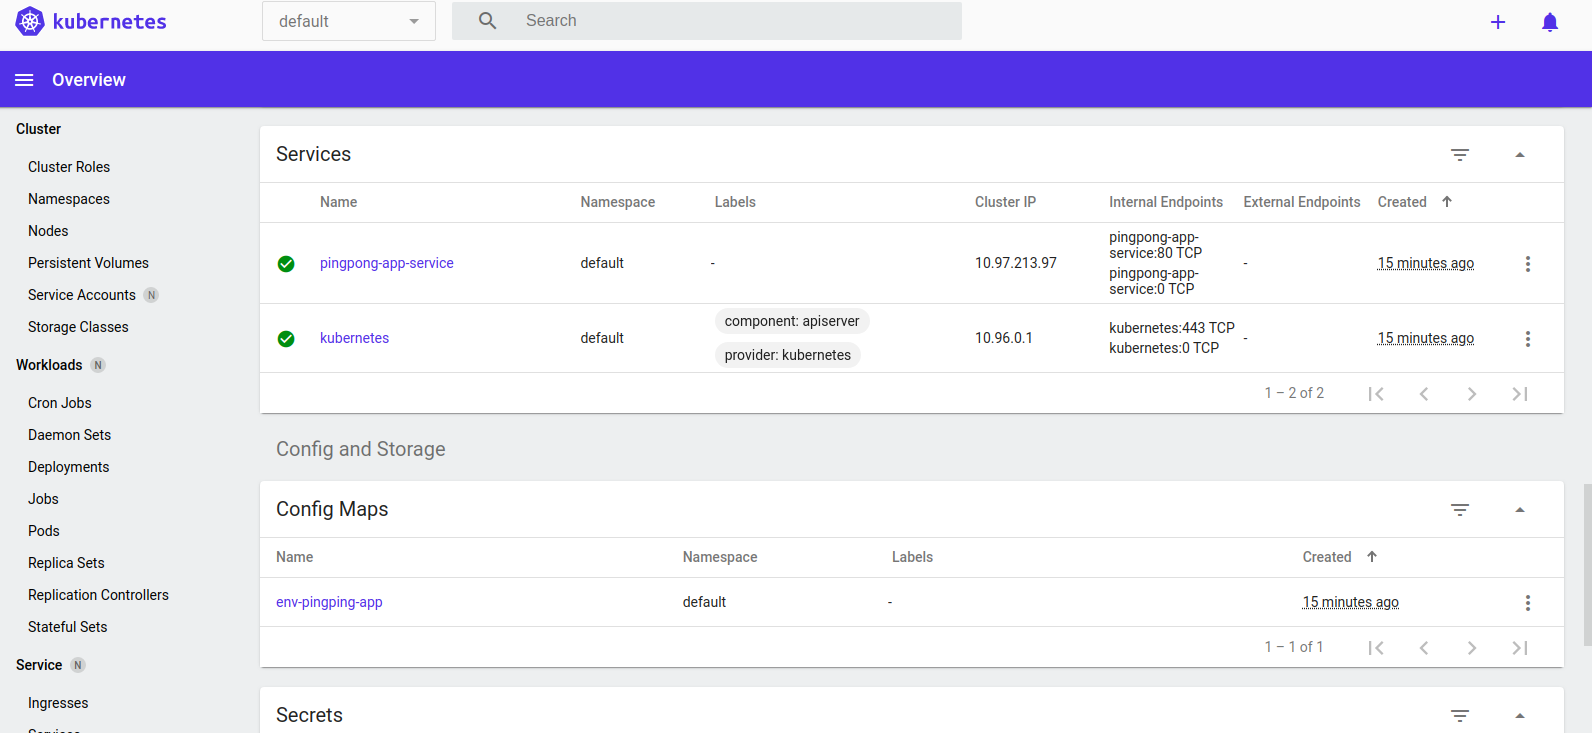 kubernetes
default
Search
Overview
Cluster
Cluster Roles
Namespaces
Nodes
Persistent Volumes
Service Accounts N
Storage Classes
Workloads N
Cron Jobs
Daemon Sets
Deployments
Jobs
Pods
Replica Sets
Replication Controllers
Stateful Sets
Service N
Ingresses
Services
Services
Name Namespace Labels Cluster IP Internal Endpoints External Endpoints Created
pingpong-app-service default - 10.97.213.97 pingpong-app-
service:80 TCP
pingpong-app-
service:0 TCP
- 15 minutes ago
kubernetes default component: apiserver
provider: kubernetes
10.96.0.1 kubernetes:443 TCP
kubernetes:0 TCP
- 15 minutes ago
1 – 2 of 2
Config and Storage
Config Maps
Name Namespace Labels Created
env-pingping-app default - 15 minutes ago
1 – 1 of 1
Secrets